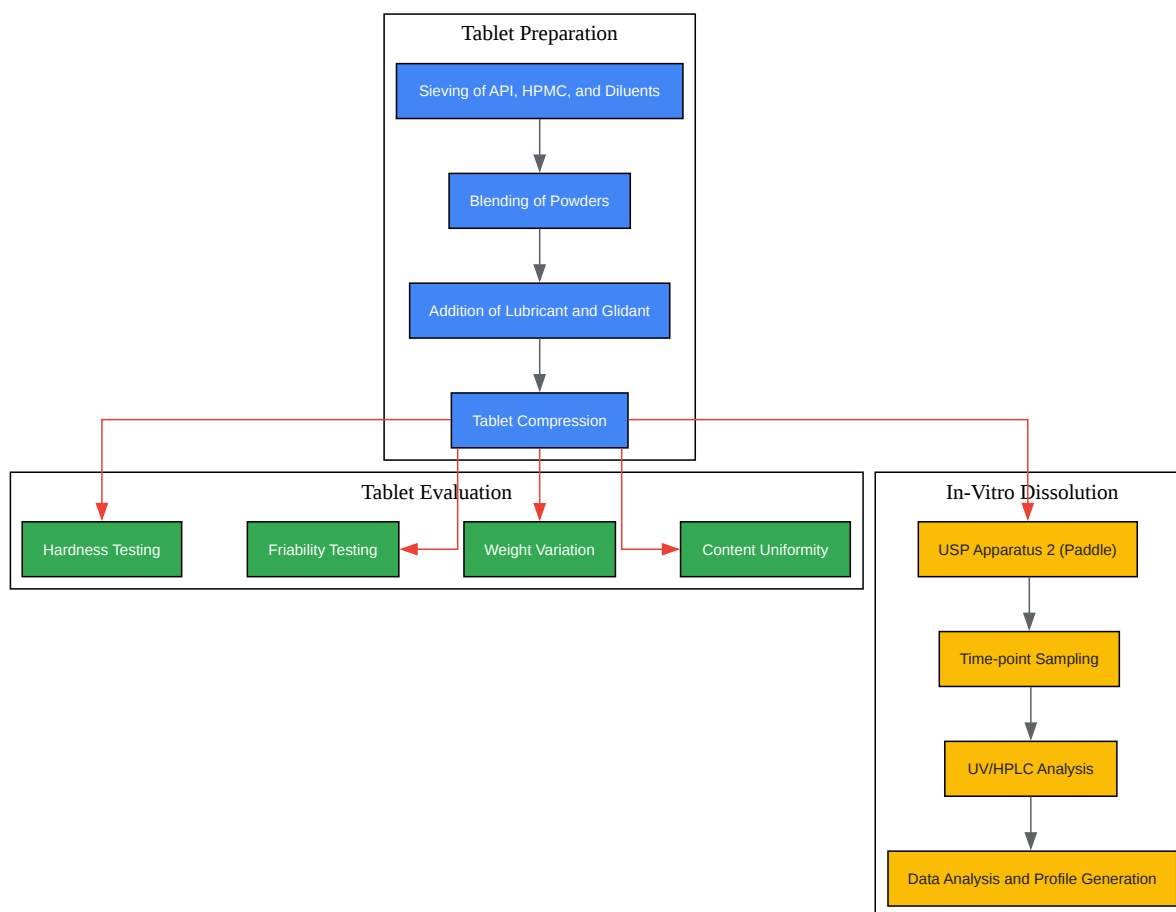 Tablet Preparation
Sieving of API, HPMC, and Diluents
Blending of Powders
Addition of Lubricant and Glidant
Tablet Compression
Tablet Evaluation
Hardness Testing
Friability Testing
Weight Variation
Content Uniformity
In-Vitro Dissolution
USP Apparatus 2 (Paddle)
Time-point Sampling
UV/HPLC Analysis
Data Analysis and Profile Generation